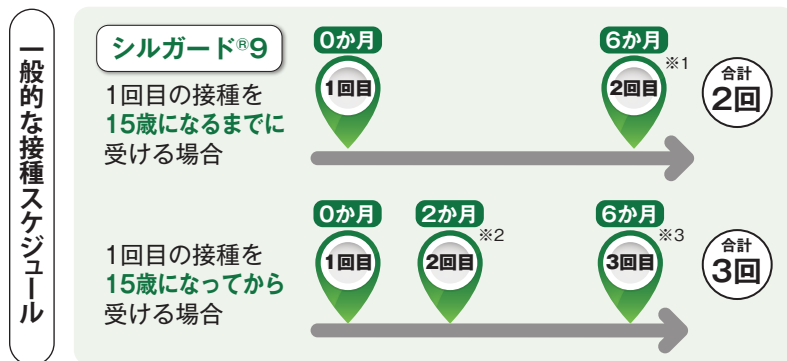 一般的な接種スケジュール
シルガード®9
1回目の接種を
15歳になるまでに
受ける場合
0か月
1回目
6か月
※1
2回目
合計
2回
1回目の接種を
15歳になってから
受ける場合
0か月
1回目
2か月
※2
2回目
6か月
※3
3回目
合計
3回